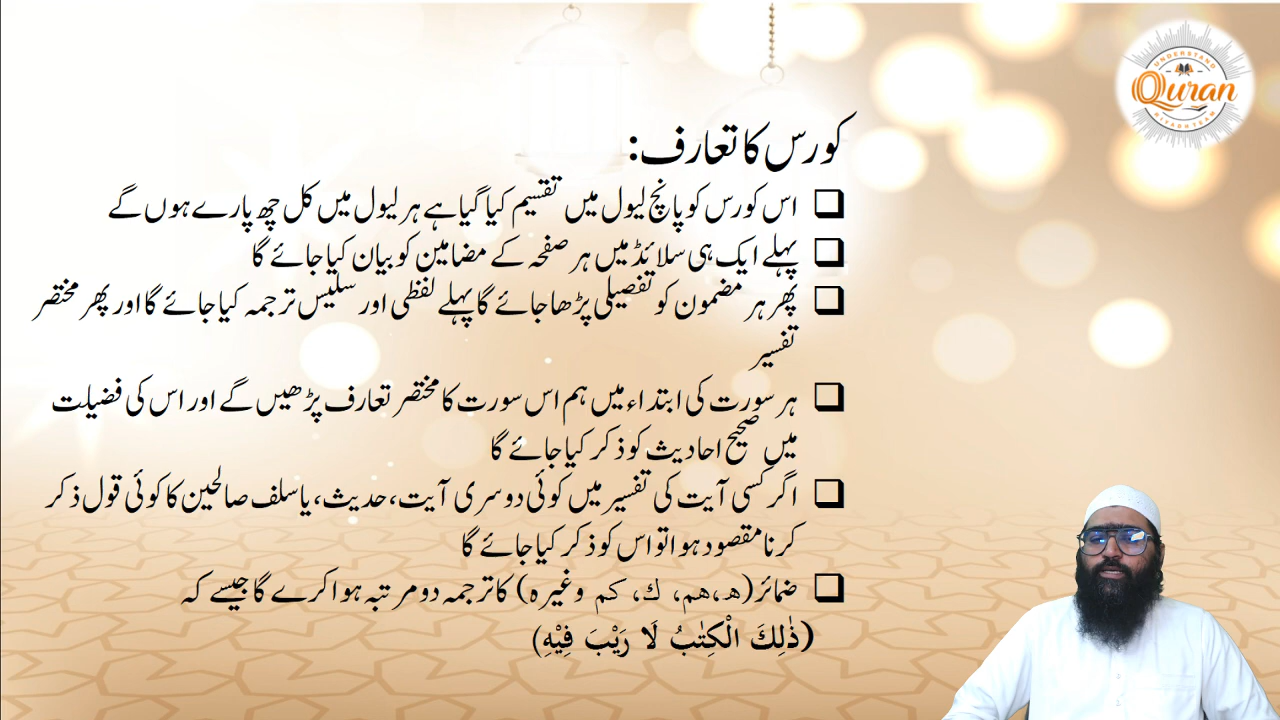 UNDERSTAND
Quran
RIYADH TEAM
کورس کا تعارف:
اس کورس کو پانچ لیول میں تقسیم کیا گیا ہے ہر لیول میں کل چھ پارے ہوں گے
پہلے ایک ہی سلائڈ میں ہر صفحہ کے مضامین کو بیان کیا جائے گا
پھر ہر مضمون کو تفصیلی پڑھا جائے گا پہلے لفظی اور سلیس ترجمہ کیا جائے گا اور پھر مختصر
تفسیر
ہر سورت کی ابتداء میں ہم اس سورت کا مختصر تعارف پڑھیں گے اور اس کی فضیلت
میں صحیح احادیث کو ذکر کیا جائے گا
اگر کسی آیت کی تفسیر میں کوئی دوسری آیت، حدیث، یا سلف صالحین کا کوئی قول ذکر
کرنا مقصود ہوا تو اس کو ذکر کیا جائے گا
ضمائر (ھ،ھم، ك، كم وغیرہ) کا ترجمہ دو مرتبہ ہوا کرے گا جیسے کہ
(ذٰلِكَ الْكِتٰبُ لَا رَيْبَ فِيْهِ)